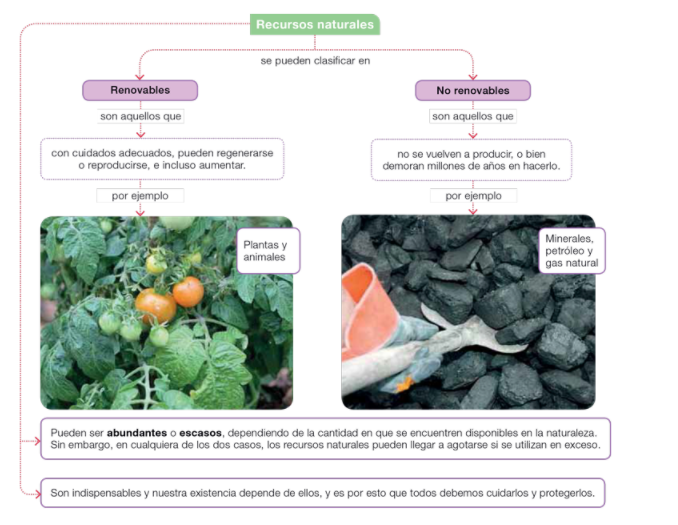 Recursos naturales
se pueden clasificar en
Renovables
No renovables
son aquellos que
son aquellos que
con cuidados adecuados, pueden regenerarse
o reproducirse, e incluso aumentar.
no se vuelven a producir, o bien
demoran millones de años en hacerlo.
por ejemplo
por ejemplo
Plantas y
animales
Minerales,
petróleo y
gas natural
Pueden ser abundantes o escasos, dependiendo de la cantidad en que se encuentren disponibles en la naturaleza.
Sin embargo, en cualquiera de los dos casos, los recursos naturales pueden llegar a agotarse si se utilizan en exceso.
Son indispensables y nuestra existencia depende de ellos, y es por esto que todos debemos cuidarlos y protegerlos.